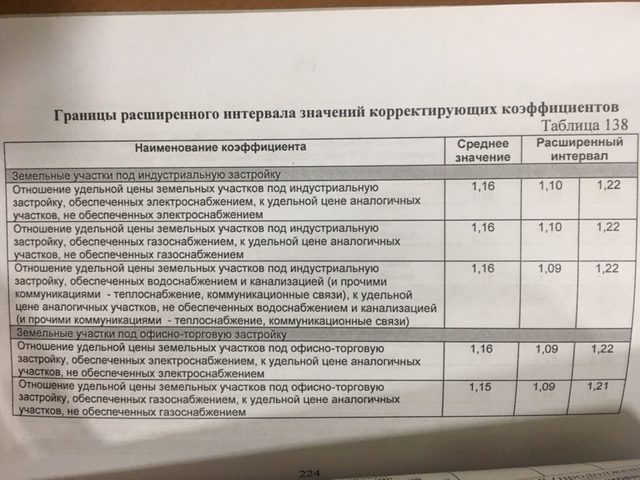 Границы расширенного интервала значений корректирующих коэффициентов
Таблица 138
Наименование коэффициента
Среднее
значение
Расширенный
интервал
Земельные участки под индустриальную застройку
Отношение удельной цены земельных участков под индустриальную
застройку, обеспеченных электроснабжением, к удельной цене аналогичных
участков, не обеспеченных электроснабжением
1,16
1,10
1,22
Отношение удельной цены земельных участков под индустриальную
застройку, обеспеченных газоснабжением, к удельной цене аналогичных
участков, не обеспеченных газоснабжением
1,16
1,10
1,22
Отношение удельной цены земельных участков под индустриальную
застройку, обеспеченных водоснабжением и канализацией (и прочими
коммуникациями - теплоснабжение, коммуникационные связи), к удельной
цене аналогичных участков, не обеспеченных водоснабжением и канализацией
(и прочими коммуникациями - теплоснабжение, коммуникационные связи)
1,16
1,09
1,22
Земельные участки под офисно-торговую застройку
Отношение удельной цены земельных участков под офисно-торговую
застройку, обеспеченных электроснабжением, к удельной цене аналогичных
участков, не обеспеченных электроснабжением
1,16
1,09
1,22
Отношение удельной цены земельных участков под офисно-торговую
застройку, обеспеченных газоснабжением, к удельной цене аналогичных
участков, не обеспеченных газоснабжением
1,15
1,09
1,21
224